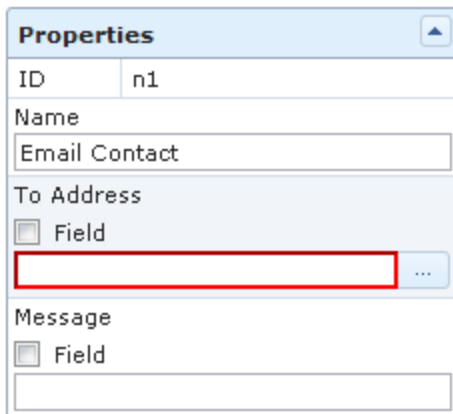 Properties
ID n1
Name
Email Contact
To Address
Field
...
Message
Field